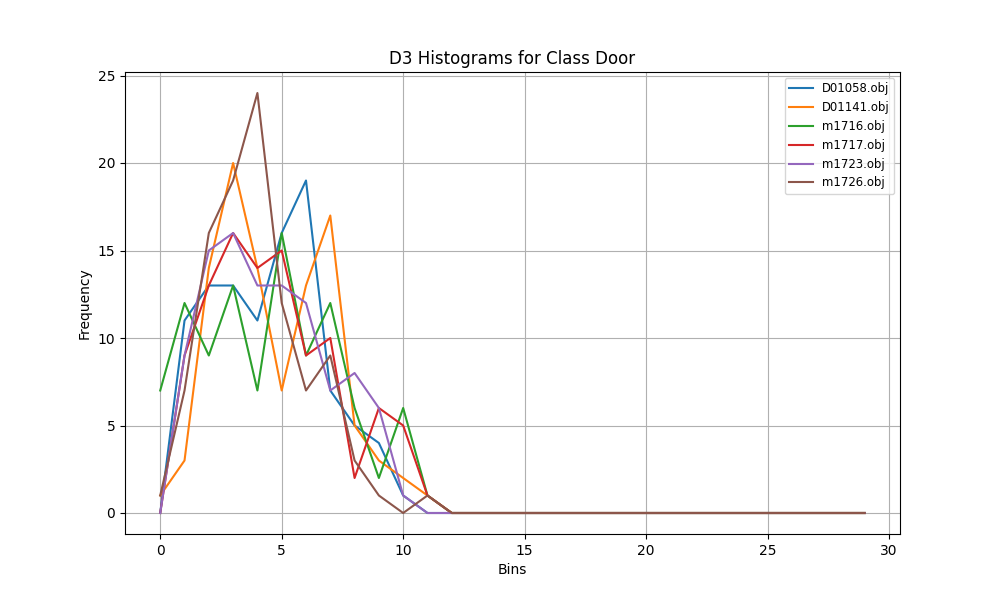 D3 Histograms for Class Door
25
20
15
10
5
0
Frequency
0 5 10 15 20 25 30
Bins
D01058.obj
D01141.obj
m1716.obj
m1717.obj
m1723.obj
m1726.obj